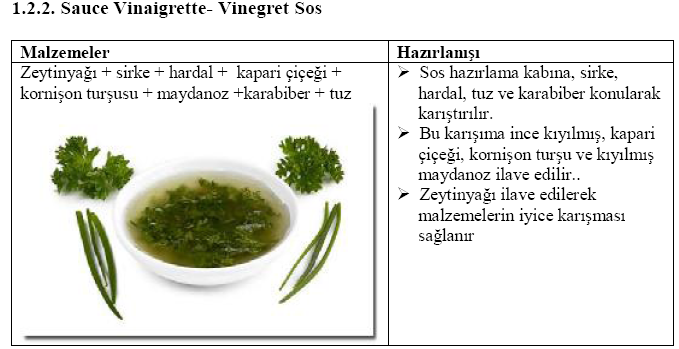 1.2.2. Sauce Vinaigrette- Vinegret Sos
Malzemeler
Zeytinyağı + sirke + hardal + kapari çiçeği +
kornişon turşusu + maydanoz +karabiber + tuz
Hazırlanışı
➢ Sos hazırlama kabına, sirke,
hardal, tuz ve karabiber konularak
karıştırılır.
➢ Bu karışıma ince kıyılmış, kapari
çiçeği, kornişon turşu ve kıyılmış
maydanoz ilave edilir..
➢ Zeytinyağı ilave edilerek
malzemelerin iyice karışması
sağlanır